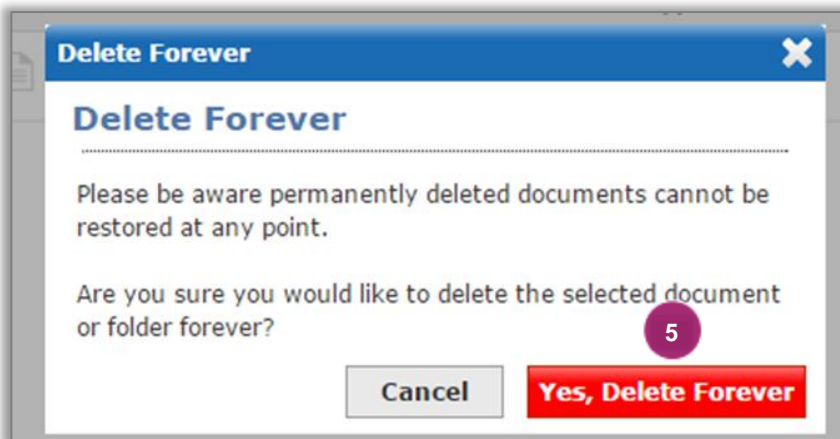 Delete Forever
Delete Forever
Please be aware permanently deleted documents cannot be
restored at any point.
Are you sure you would like to delete the selected document
or folder forever?
5
Cancel
Yes, Delete Forever